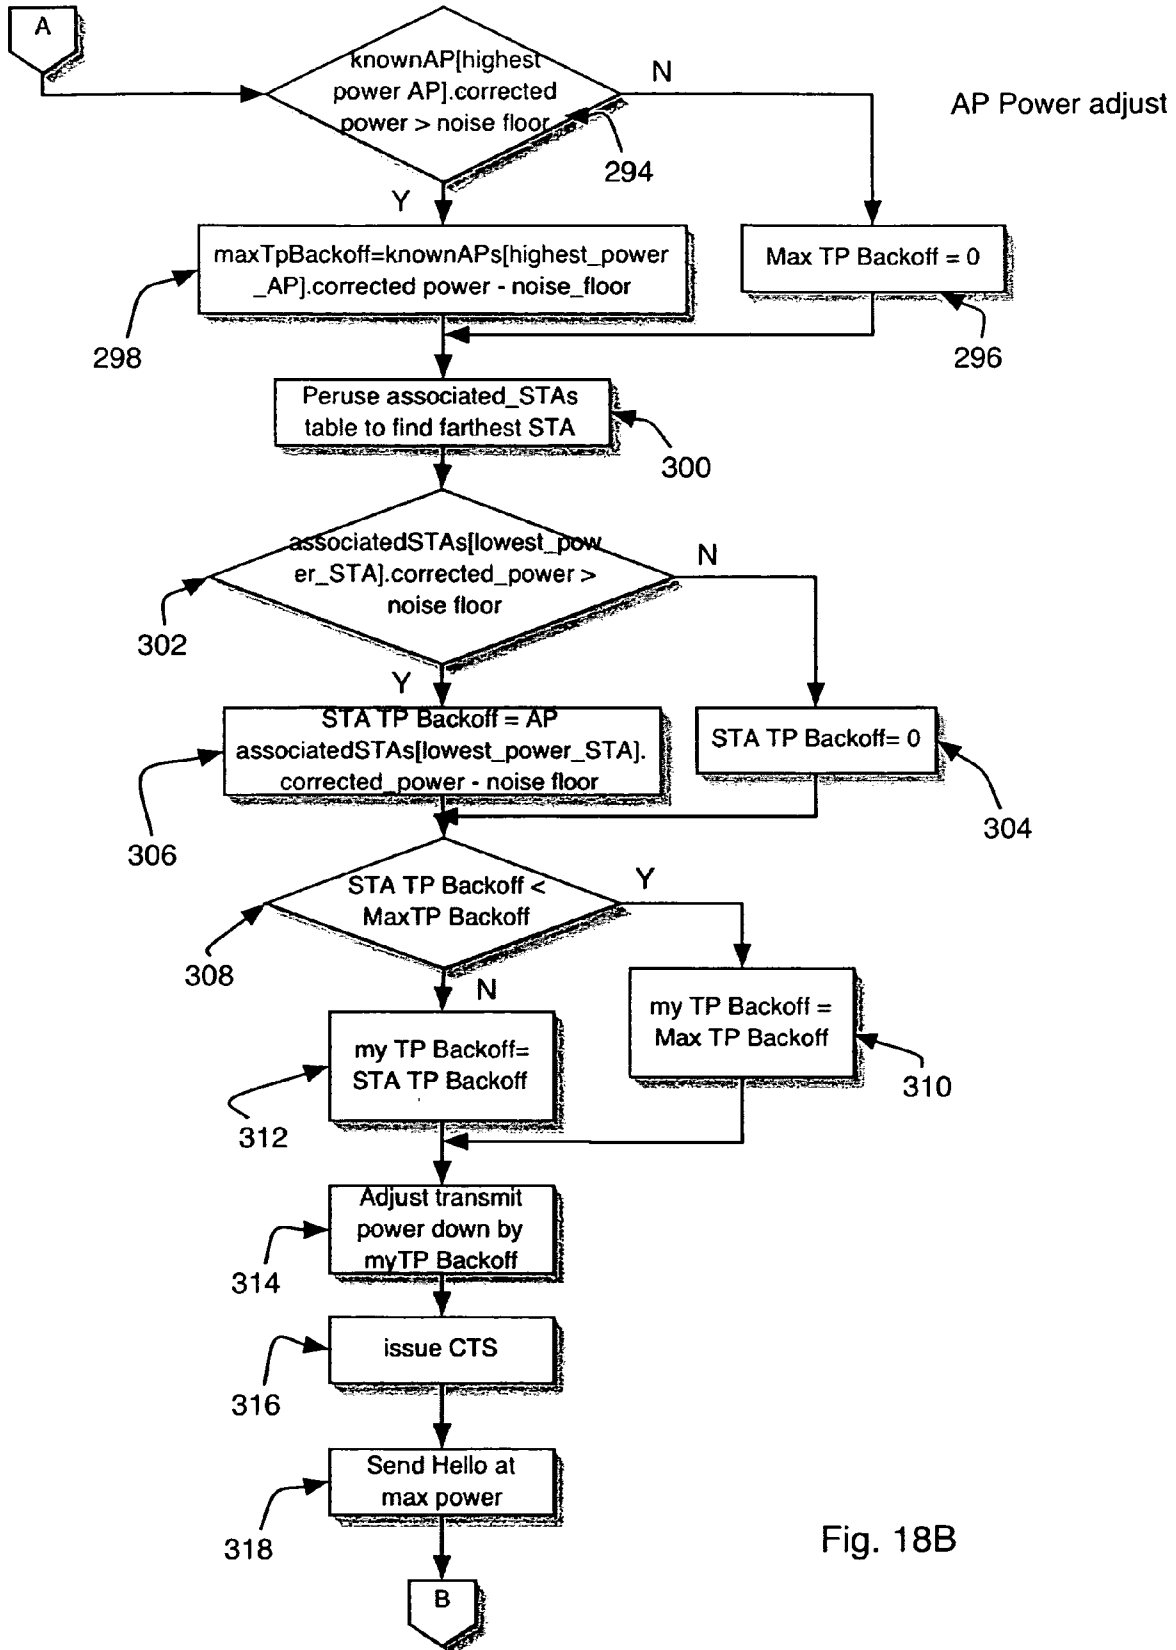 A
knownAP[highest
power AP].corrected
power > noise floor
N
AP Power adjust
294
Y
maxTpBackoff=knownAPs[highest_power
_AP].corrected power - noise_floor
Max TP Backoff = 0
298
296
Peruse associated_STAs
table to find farthest STA
300
associatedSTAs[lowest_pow
er_STA].corrected_power >
noise floor
N
302
Y
STA TP Backoff = AP
associatedSTAs[lowest_power_STA].
corrected_power - noise floor
STA TP Backoff= 0
306
304
STA TP Backoff <
MaxTP Backoff
Y
308
N
my TP Backoff =
Max TP Backoff
my TP Backoff=
STA TP Backoff
310
312
Adjust transmit
power down by
myTP Backoff
314
issue CTS
316
Send Hello at
max power
318
Fig. 18B
B